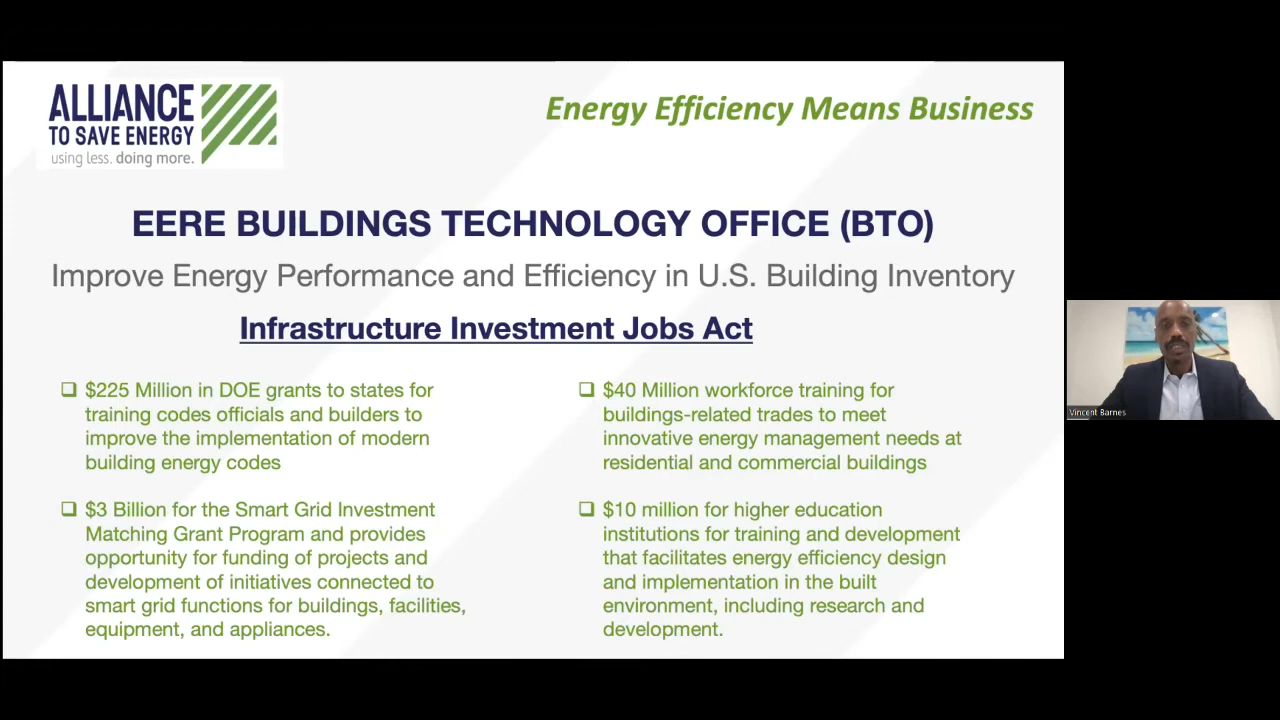 ALLIANCE
TO SAVE ENERGY
using less. doing more.
Energy Efficiency Means Business
EERE BUILDINGS TECHNOLOGY OFFICE (BTO)
Improve Energy Performance and Efficiency in U.S. Building Inventory
Infrastructure Investment Jobs Act
$225 Million in DOE grants to states for
training codes officials and builders to
improve the implementation of modern
building energy codes
$3 Billion for the Smart Grid Investment
Matching Grant Program and provides
opportunity for funding of projects and
development of initiatives connected to
smart grid functions for buildings, facilities,
equipment, and appliances.
$40 Million workforce training for
buildings-related trades to meet
innovative energy management needs at
residential and commercial buildings
$10 million for higher education
institutions for training and development
that facilitates energy efficiency design
and implementation in the built
environment, including research and
development.
Vincent Barnes